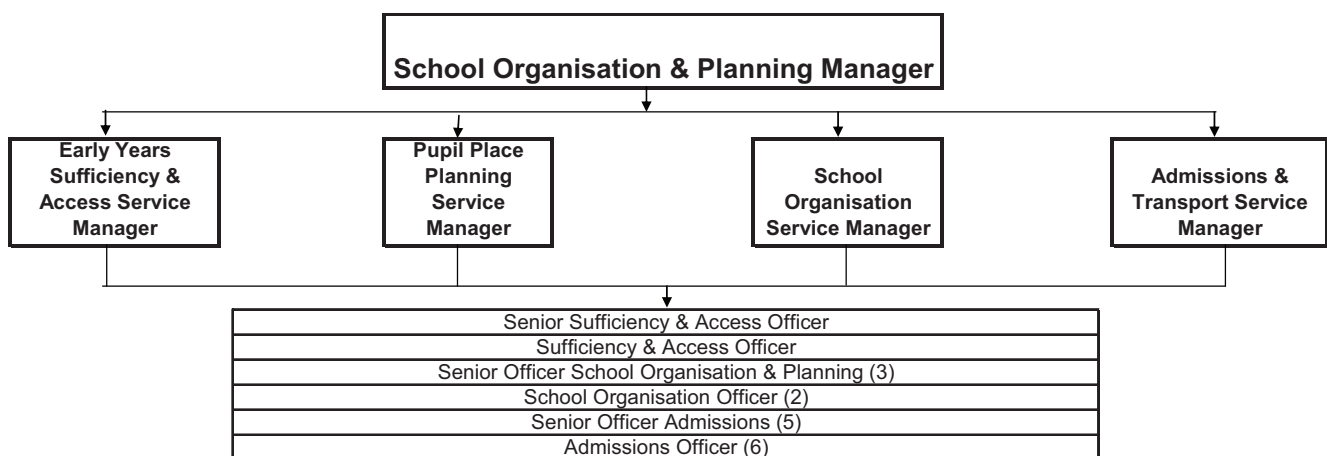 School Organisation & Planning Manager
Early Years
Sufficiency &
Access Service
Manager
Pupil Place
Planning
Service
Manager
School
Organisation
Service Manager
Admissions &
Transport Service
Manager
Senior Sufficiency & Access Officer
Sufficiency & Access Officer
Senior Officer School Organisation & Planning (3)
School Organisation Officer (2)
Senior Officer Admissions (5)
Admissions Officer (6)